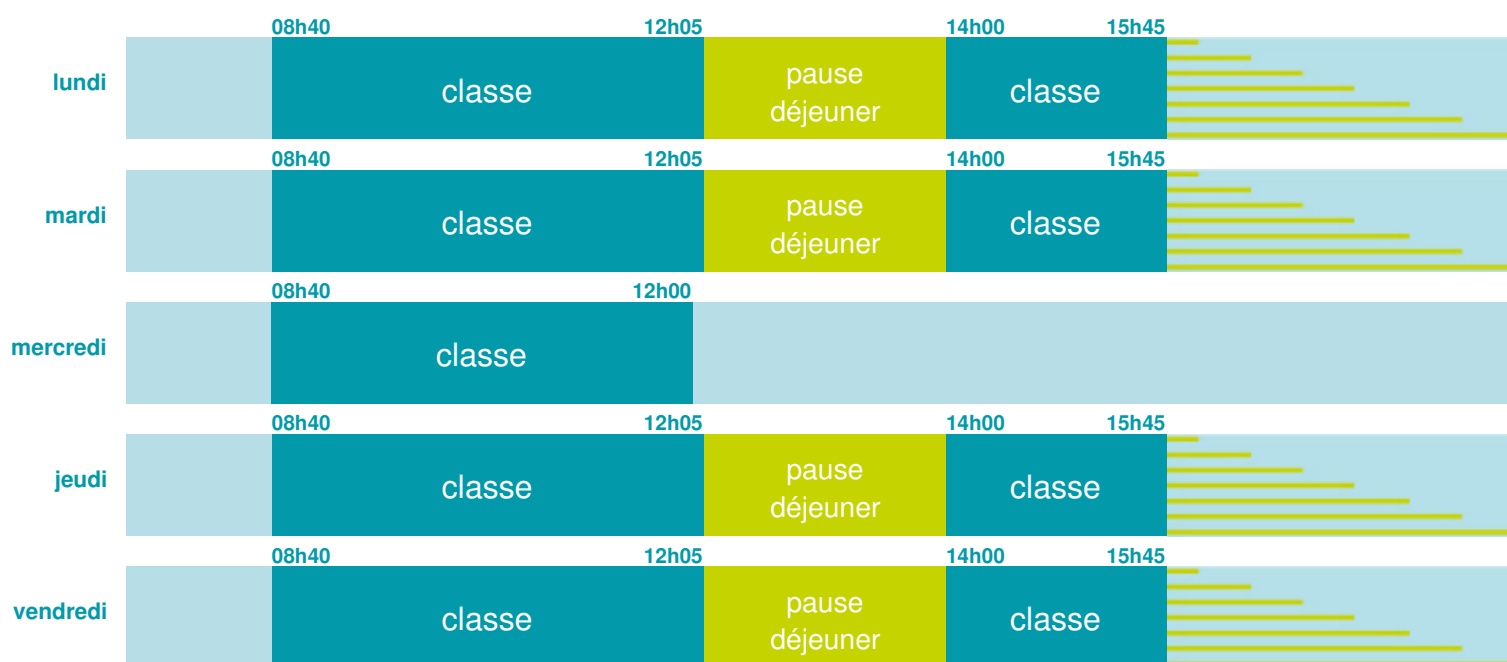 08h40 12h05 14h00 15h45
lundi classe pause déjeuner classe
08h40 12h05 14h00 15h45
mardi classe pause déjeuner classe
08h40 12h00
mercredi classe
08h40 12h05 14h00 15h45
jeudi classe pause déjeuner classe
08h40 12h05 14h00 15h45
vendredi classe pause déjeuner classe